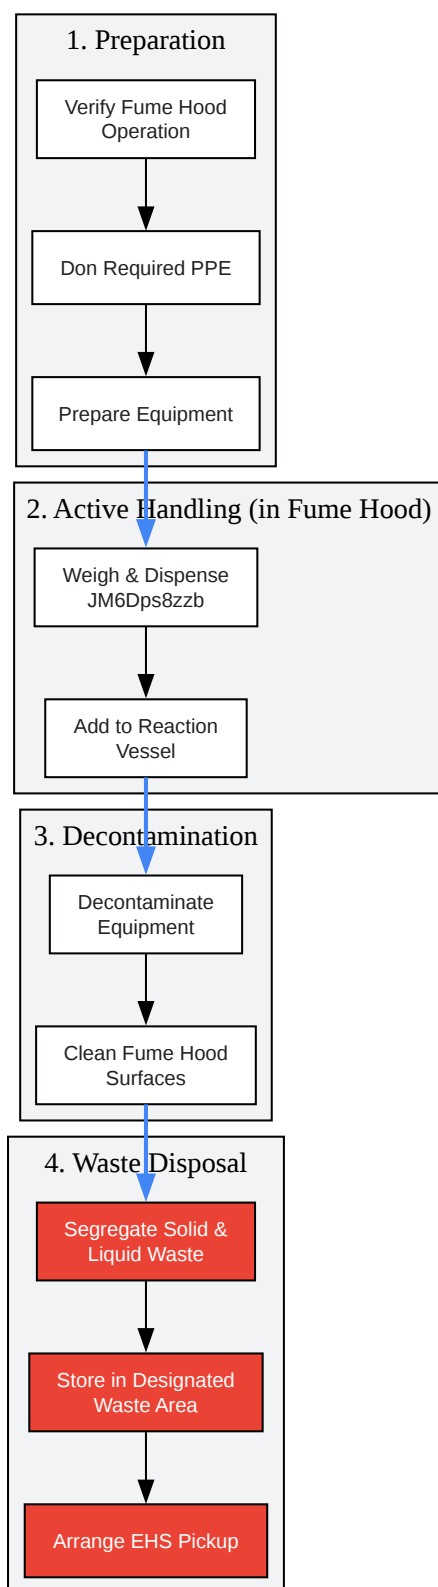 1. Preparation
Verify Fume Hood
Operation
Don Required PPE
Prepare Equipment
2. Active Handling (in Fume Hood)
Weigh & Dispense
JM6Dps8zzb
Add to Reaction
Vessel
3. Decontamination
Decontaminate
Equipment
Clean Fume Hood
Surfaces
4. Waste Disposal
Segregate Solid &
Liquid Waste
Store in Designated
Waste Area
Arrange EHS Pickup